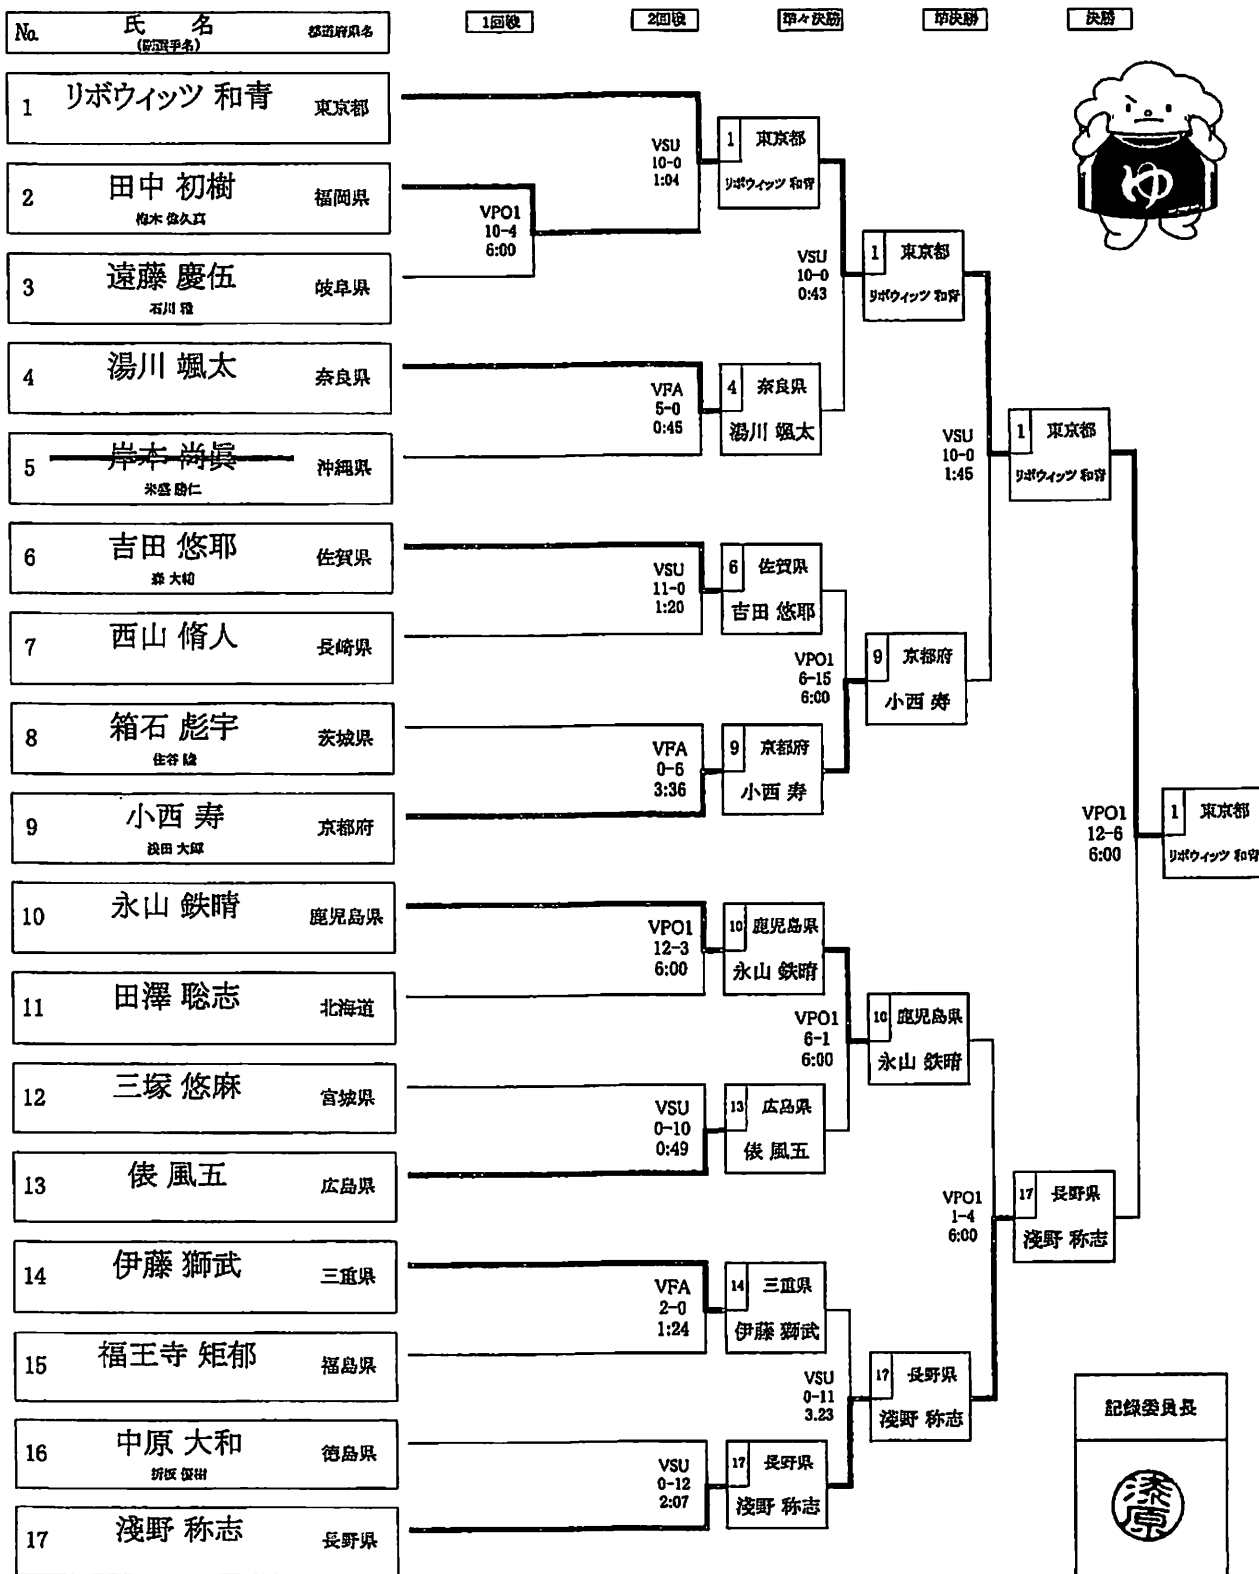 No. 氏 名 都道府県名
(前選手名)
1回戦 2回戦 準々決勝 準決勝 決勝
1 リボウィッツ 和青 東京都
2 田中 初樹 福岡県
3 遠藤 慶伍 岐阜県
4 湯川 颯太 奈良県
5 岸本 尚眞 沖縄県
米盛 勝仁
6 吉田 悠耶 佐賀県
7 西山 脩人 長崎県
8 箱石 彪宇 茨城県
9 小西 寿 京都府
10 永山 鉄晴 鹿児島県
11 田澤 聡志 北海道
12 三塚 悠麻 宮城県
13 俵 風五 広島県
14 伊藤 獅武 三重県
15 福王寺 矩郁 福島県
16 中原 大和 徳島県
17 淺野 称志 長野県
VPO1
10-4
6:00
VSU
10-0
1:04
VFA
5-0
0:45
VSU
11-0
1:20
VFA
0-6
3:36
VPO1
12-3
6:00
VSU
0-10
0:49
VFA
2-0
1:24
VSU
0-12
2:07
1 東京都
リボウィッツ 和青
4 奈良県
湯川 颯太
6 佐賀県
吉田 悠耶
9 京都府
小西 寿
10 鹿児島県
永山 鉄晴
13 広島県
俵 風五
14 三重県
伊藤 獅武
17 長野県
淺野 称志
VSU
10-0
0:43
VPO1
6-15
6:00
VPO1
6-1
6:00
VSU
0-11
3.23
1 東京都
リボウィッツ 和青
9 京都府
小西 寿
10 鹿児島県
永山 鉄晴
17 長野県
淺野 称志
VSU
10-0
1:45
VPO1
1-4
6:00
1 東京都
リボウィッツ 和青
17 長野県
淺野 称志
VPO1
12-6
6:00
1 東京都
リボウィッツ 和青
ゆ
記録委員長
漆原